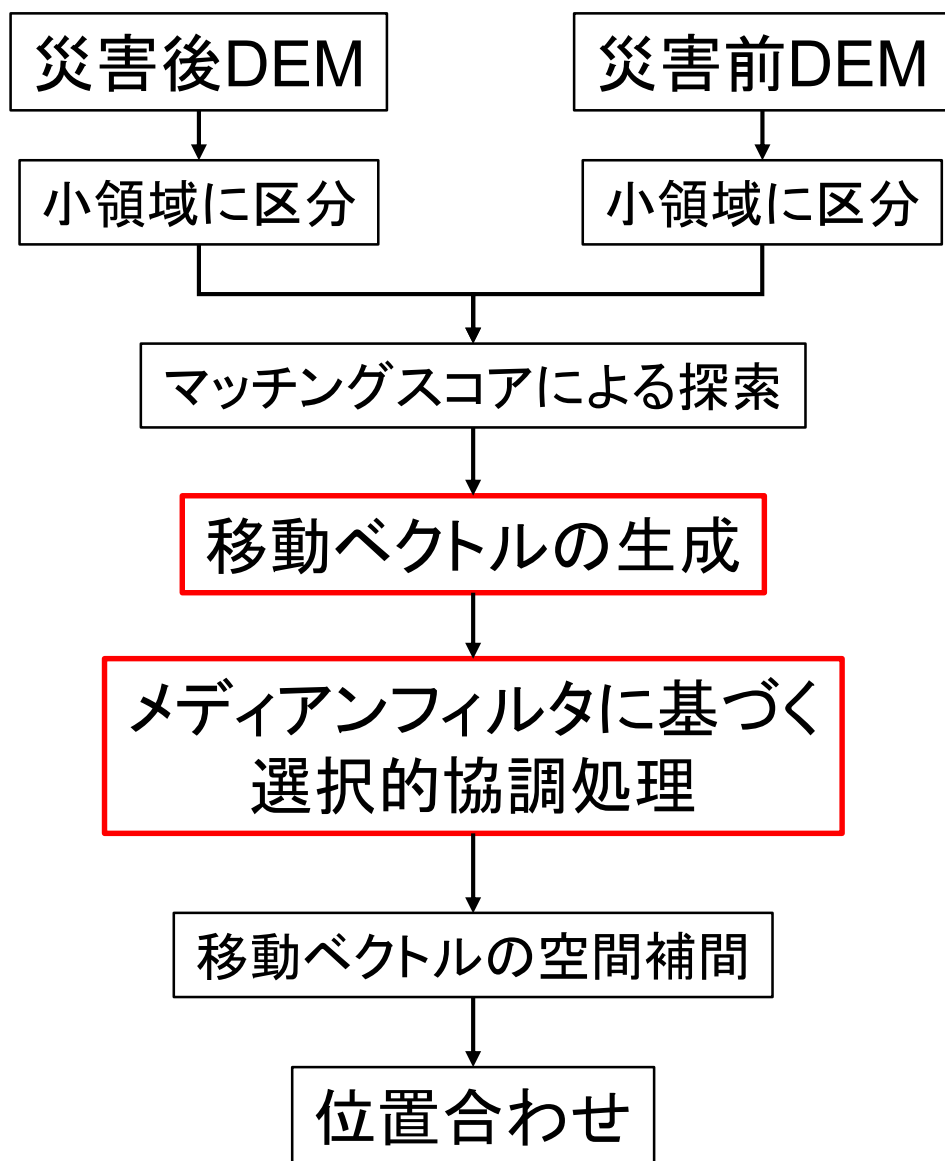 災害後DEM
災害前DEM
小領域に区分
小領域に区分
マッチングスコアによる探索
移動ベクトルの生成
メディアンフィルタに基づく
選択的協調処理
移動ベクトルの空間補間
位置合わせ